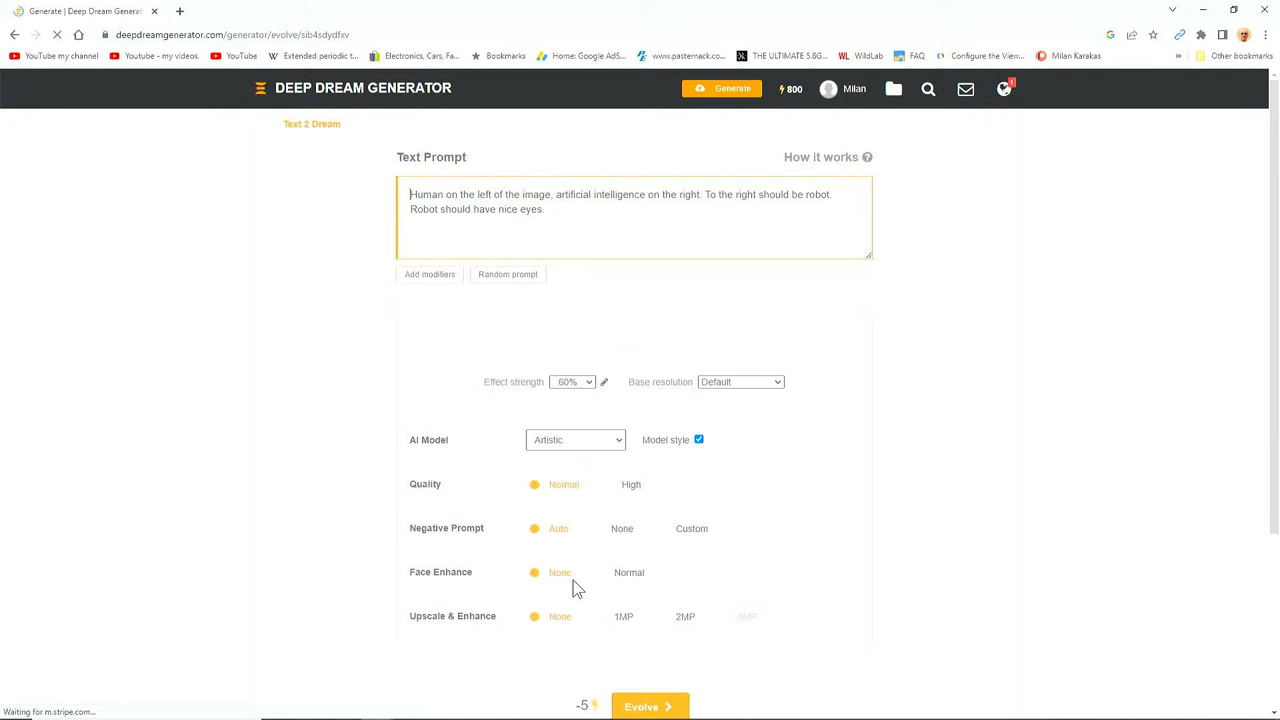 Generate | Deep Dream Generat
deepdreamgenerator.com/generator/evolve/sib4sdydfxv
YouTube my channel
Youtube - my videos.
YouTube
Extended periodic t...
Electronics, Cars, Fa...
Bookmarks
Home: Google AdS...
www.pasternack.co...
THE ULTIMATE 5.8G...
WL WildLab
FAQ
Configure the View...
Milan Karakas
»
Other bookmarks
DEEP DREAM GENERATOR
Generate
800
Milan
1
Text 2 Dream
Text Prompt
How it works
Human on the left of the image, artificial intelligence on the right. To the right should be robot.
Robot should have nice eyes.
Add modifiers
Random prompt
Effect strength 60%
Base resolution Default
AI Model Artistic Model style
Quality Normal High
Negative Prompt Auto None Custom
Face Enhance None Normal
Upscale & Enhance None 1MP 2MP 5MP
-5
Evolve
Waiting for m.stripe.com...